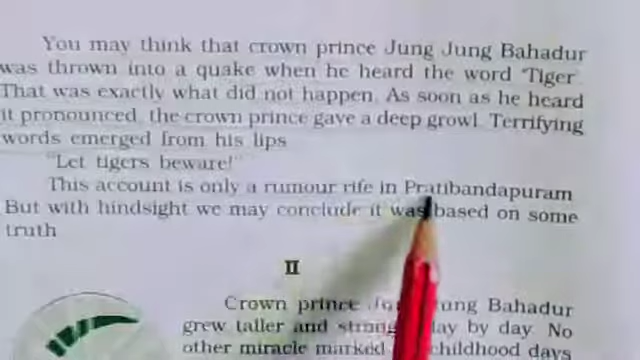 You may think that crown prince Jung Jung Bahadur
was thrown into a quake when he heard the word 'Tiger
That was exactly what did not happen. As soon as he heard
it pronounced, the crown prince gave a deep growl. Terrifying
words emerged from his lips
"Let tigers beware!"
This account is only a rumour rife in Pratibandapuram
But with hindsight we may conclude it was based on some
truth
II
Crown prince Bahadur
grew taller and day by day. No
other miracle marked childhood days